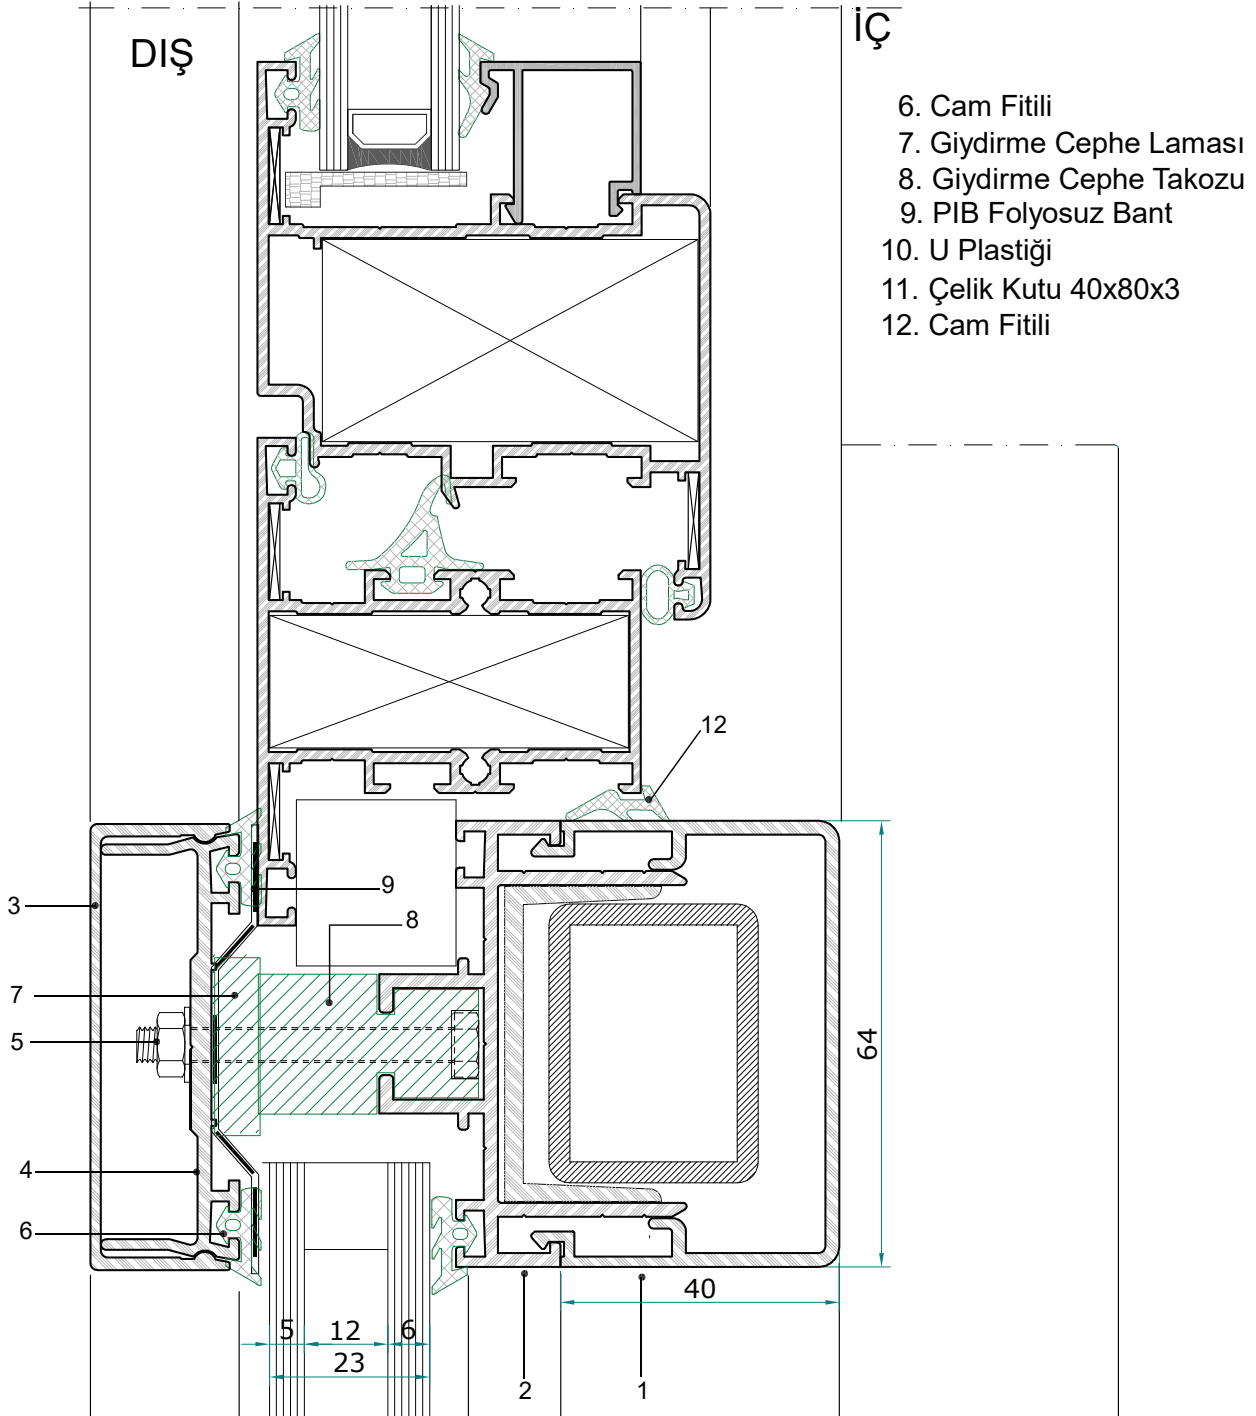 DIŞ
İÇ
6. Cam Fitili
7. Giydirme Cephe Laması
8. Giydirme Cephe Takozu
9. PIB Folyosuz Bant
10. U Plastiği
11. Çelik Kutu 40x80x3
12. Cam Fitili
12
9
3
8
7
5
64
4
6
40
5
12
6
23
2
1